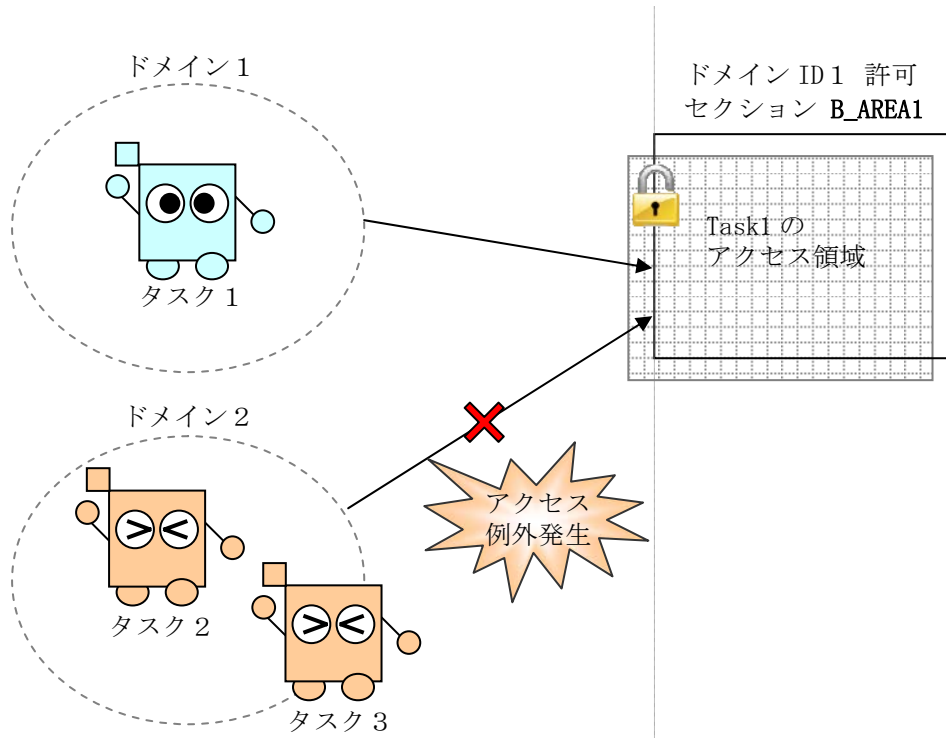 ドメイン１
ドメイン ID１ 許可
セクション B_AREA1
Task1 の
アクセス領域
タスク１
ドメイン２
アクセス
例外発生
タスク２
タスク３